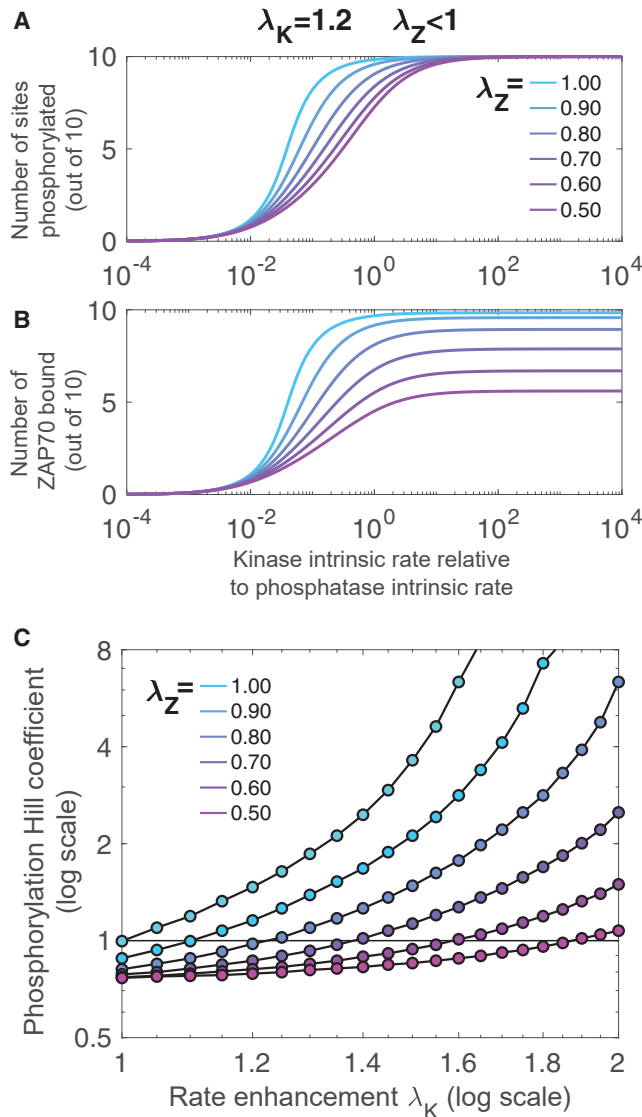 A
λK=1.2 λZ<1
Number of sites
phosphorylated
(out of 10)
10
5
0
λZ=
1.00
0.90
0.80
0.70
0.60
0.50
10^-4 10^-2 10^0 10^2 10^4
B
Number of
ZAP70 bound
(out of 10)
10
5
0
10^-4 10^-2 10^0 10^2 10^4
Kinase intrinsic rate relative
to phosphatase intrinsic rate
C
Phosphorylation Hill coefficient
(log scale)
8
4
2
1
0.5
λZ=
1.00
0.90
0.80
0.70
0.60
0.50
1 1.2 1.4 1.6 1.8 2
Rate enhancement λK (log scale)